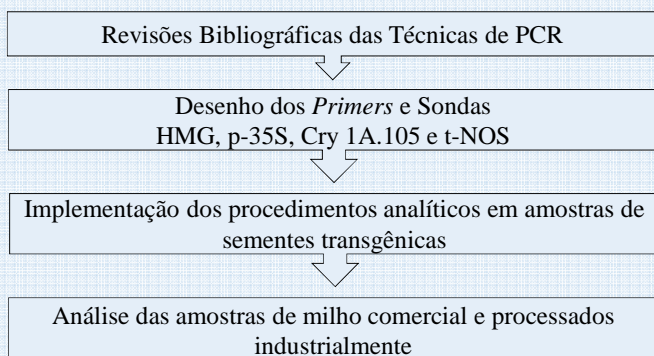 Revisões Bibliográficas das Técnicas de PCR
Desenho dos Primers e Sondas
HMG, p-35S, Cry 1A.105 e t-NOS
Implementação dos procedimentos analíticos em amostras de
sementes transgênicas
Análise das amostras de milho comercial e processados
industrialmente